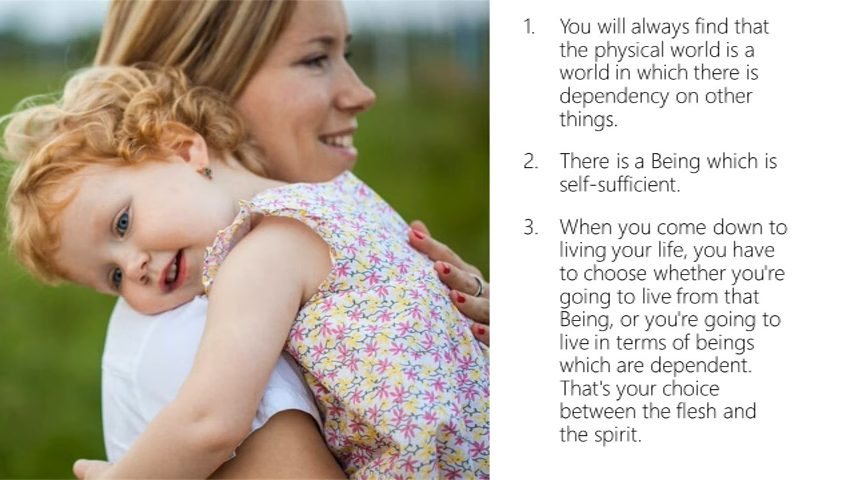 1. You will always find that
the physical world is a
world in which there is
dependency on other
things.
2. There is a Being which is
self-sufficient.
3. When you come down to
living your life, you have
to choose whether you're
going to live from that
Being, or you're going to
live in terms of beings
which are dependent.
That's your choice
between the flesh and
the spirit.